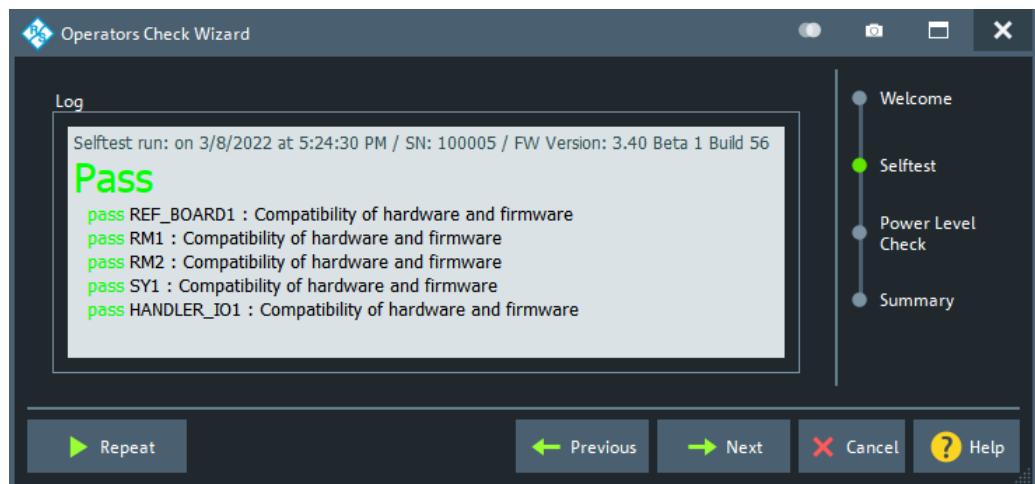 R&S
Operators Check Wizard
Log
Selftest run: on 3/8/2022 at 5:24:30 PM / SN: 100005 / FW Version: 3.40 Beta 1 Build 56
Pass
pass REF_BOARD1 : Compatibility of hardware and firmware
pass RM1 : Compatibility of hardware and firmware
pass RM2 : Compatibility of hardware and firmware
pass SY1 : Compatibility of hardware and firmware
pass HANDLER_IO1 : Compatibility of hardware and firmware
Welcome
Selftest
Power Level
Check
Summary
Repeat
Previous
Next
Cancel
? Help